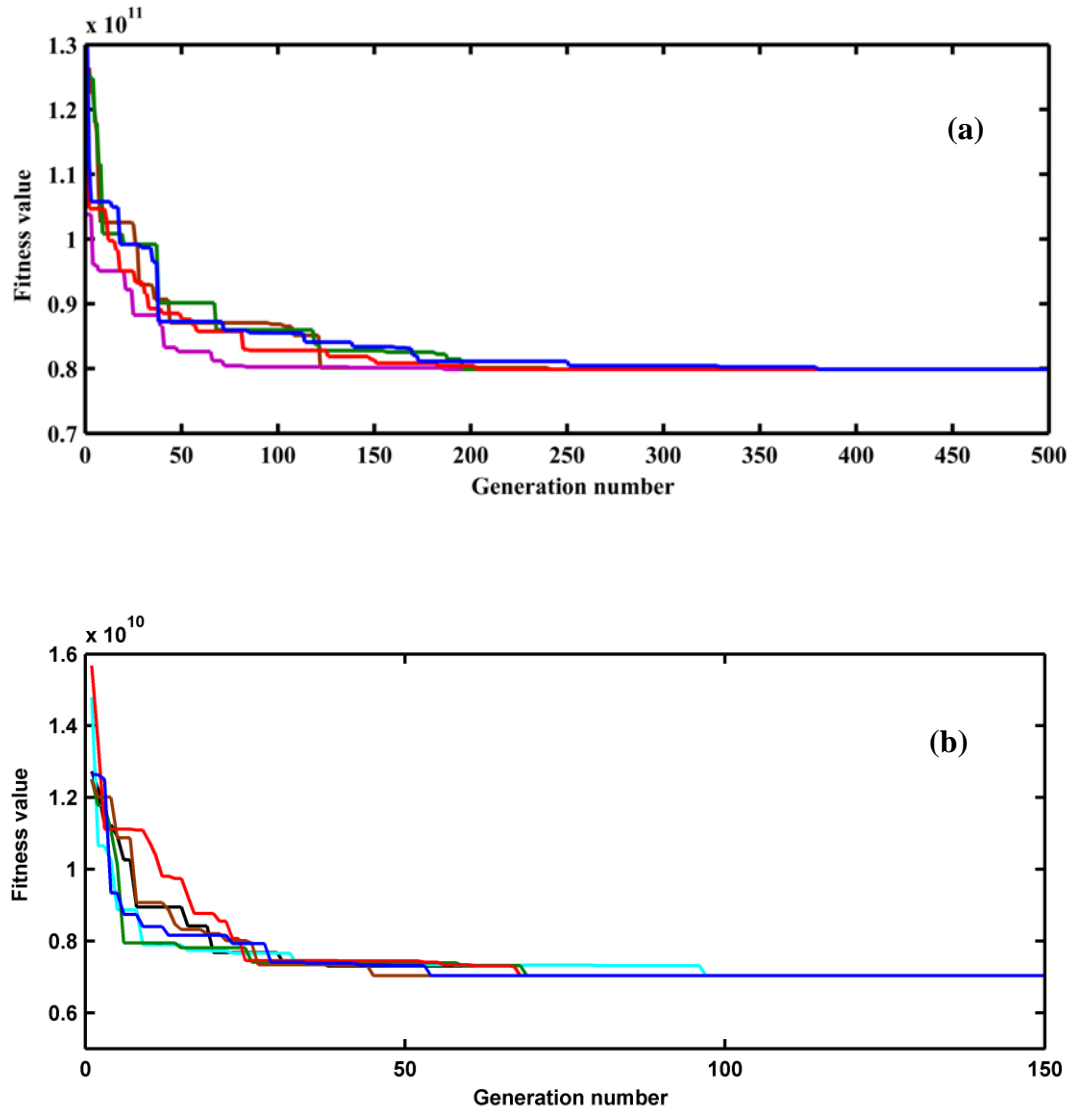 x 10^11
1.3
1.2
1.1
1
0.9
0.8
0.7
Fitness value
(a)
0 50 100 150 200 250 300 350 400 450 500
Generation number
x 10^10
1.6
1.4
1.2
1
0.8
0.6
Fitness value
(b)
0 50 100 150
Generation number